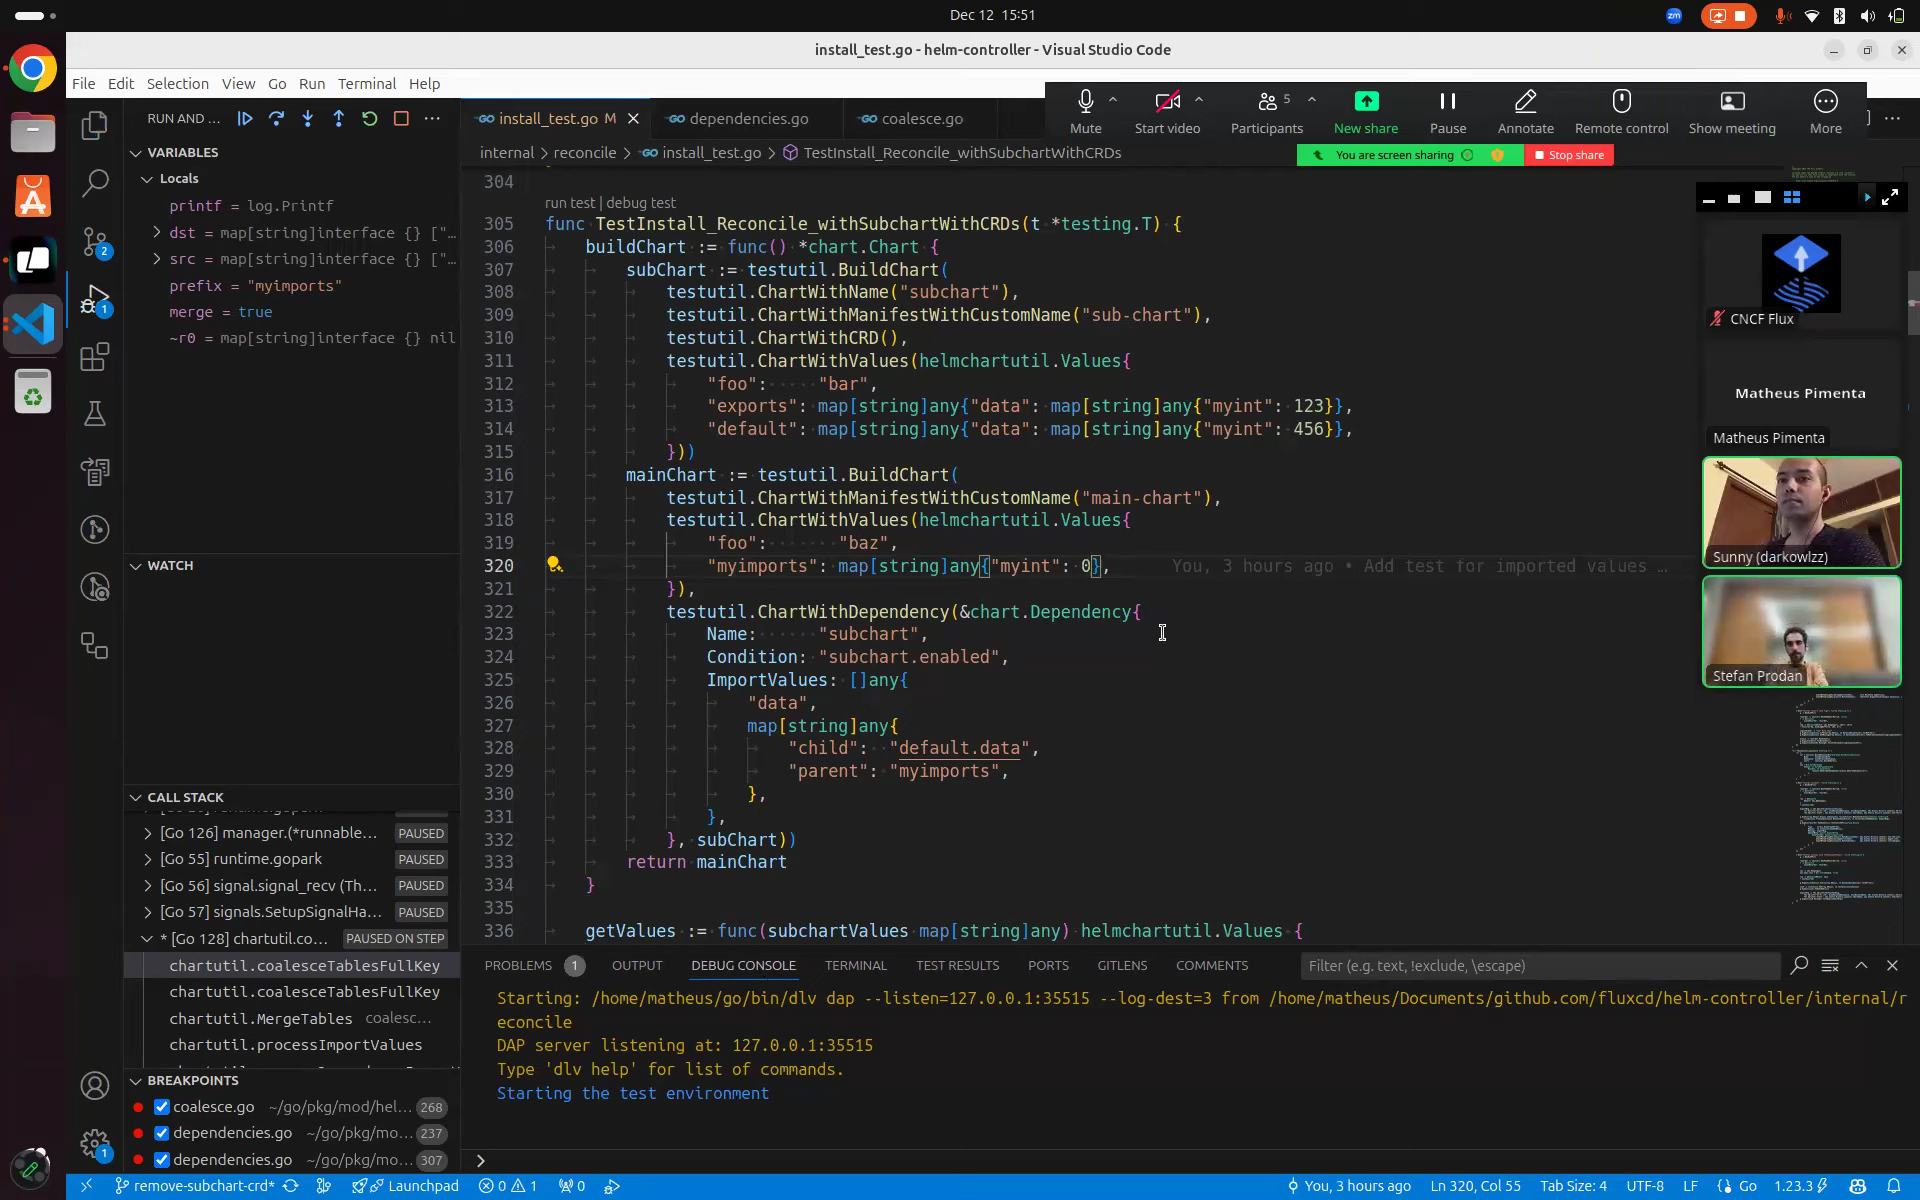 Dec 12 15:51
zm
install_test.go - helm-controller - Visual Studio Code
File Edit Selection View Go Run Terminal Help
Mute
Start video
5
Participants
New share
Pause
Annotate
Remote control
Show meeting
More
You are screen sharing
Stop share
RUN AND ...
install_test.go M
dependencies.go
coalesce.go
internal > reconcile > install_test.go > TestInstall_Reconcile_withSubchartWithCRDs
VARIABLES
Locals
printf = log.Printf
dst = map[string]interface {} ["...
src = map[string]interface {} ["...
prefix = "myimports"
merge = true
~r0 = map[string]interface {} nil
WATCH
CALL STACK
[Go 126] manager.(*runnable... PAUSED
[Go 55] runtime.gopark PAUSED
[Go 56] signal.signal_recv (Th... PAUSED
[Go 57] signals.SetupSignalHa... PAUSED
* [Go 128] chartutil.co... PAUSED ON STEP
chartutil.coalesceTablesFullKey
chartutil.coalesceTablesFullKey
chartutil.MergeTables coalesc...
chartutil.processImportValues
BREAKPOINTS
coalesce.go ~/go/pkg/mod/hel... 268
dependencies.go ~/go/pkg/mo... 237
dependencies.go ~/go/pkg/mo... 307
2
1
1
304
run test | debug test
305 func TestInstall_Reconcile_withSubchartWithCRDs(t *testing.T) {
306 buildChart := func() *chart.Chart {
307 subChart := testutil.BuildChart(
308 testutil.ChartWithName("subchart"),
309 testutil.ChartWithManifestWithCustomName("sub-chart"),
310 testutil.ChartWithCRD(),
311 testutil.ChartWithValues(helmchartutil.Values{
312 "foo": "bar",
313 "exports": map[string]any{"data": map[string]any{"myint": 123}},
314 "default": map[string]any{"data": map[string]any{"myint": 456}},
315 }))
316 mainChart := testutil.BuildChart(
317 testutil.ChartWithManifestWithCustomName("main-chart"),
318 testutil.ChartWithValues(helmchartutil.Values{
319 "foo": "baz",
320 "myimports": map[string]any{"myint": 0}, You, 3 hours ago • Add test for imported values …
321 }),
322 testutil.ChartWithDependency(&chart.Dependency{
323 Name: "subchart",
324 Condition: "subchart.enabled",
325 ImportValues: []any{
326 "data",
327 map[string]any{
328 "child": "default.data",
329 "parent": "myimports",
330 },
331 },
332 }, subChart))
333 return mainChart
334 }
335
336 getValues := func(subchartValues map[string]any) helmchartutil.Values {
CNCF Flux
Matheus Pimenta
Matheus Pimenta
Sunny (darkowlzz)
Stefan Prodan
PROBLEMS 1 OUTPUT DEBUG CONSOLE TERMINAL TEST RESULTS PORTS GITLENS COMMENTS
Filter (e.g. text, !exclude, \escape)
Starting: /home/matheus/go/bin/dlv dap --listen=127.0.0.1:35515 --log-dest=3 from /home/matheus/Documents/github.com/fluxcd/helm-controller/internal/r
econcile
DAP server listening at: 127.0.0.1:35515
Type 'dlv help' for list of commands.
Starting the test environment
remove-subchart-crd* Launchpad 0 1 0
You, 3 hours ago Ln 320, Col 55 Tab Size: 4 UTF-8 LF Go 1.23.3